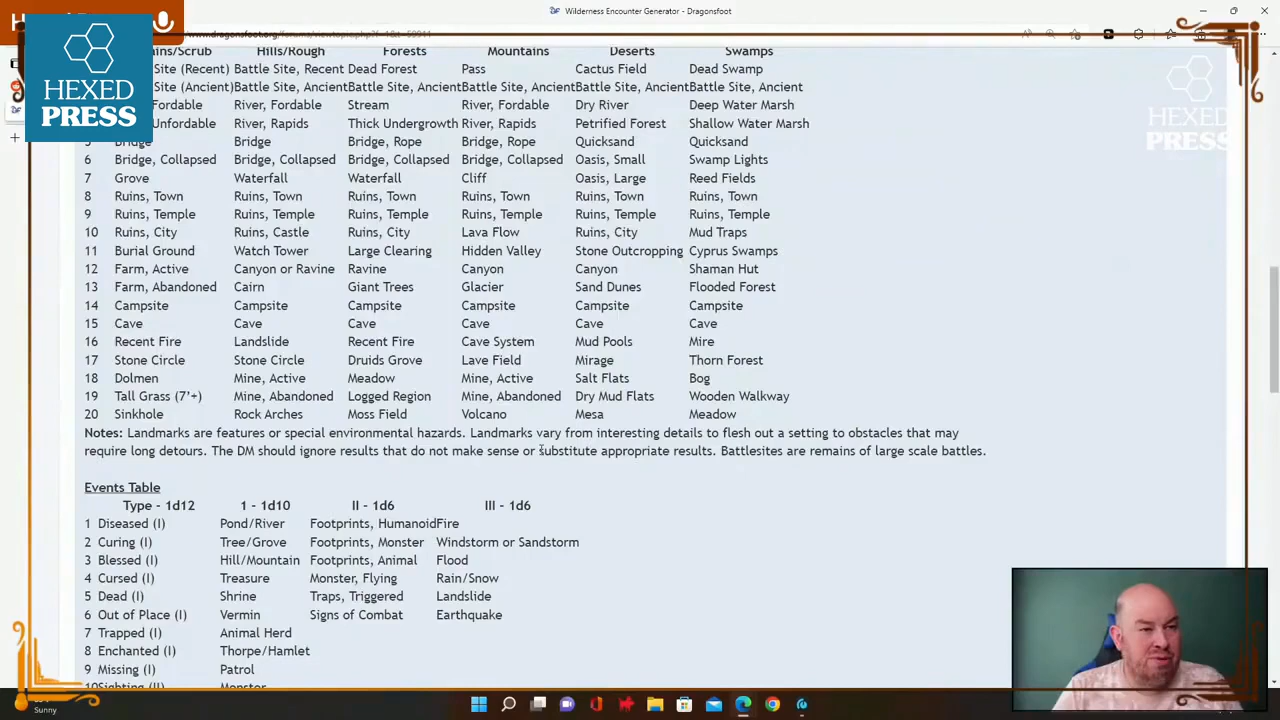 Wilderness Encounter Generator - Dragonsfoot
HEXED
PRESS
HEXED
PRESS
/www.dragonsfoot.org/forums/viewtopic.php?
ins/Scrub Hills/Rough Forests Mountains Deserts Swamps
Site (Recent) Battle Site, Recent Dead Forest Pass Cactus Field Dead Swamp
Site (Ancient) Battle Site, Ancient Battle Site, Ancient Battle Site, Ancient Battle Site, Ancient Battle Site, Ancient
Fordable River, Fordable Stream River, Fordable Dry River Deep Water Marsh
Unfordable River, Rapids Thick Undergrowth River, Rapids Petrified Forest Shallow Water Marsh
5 Bridge Bridge Bridge, Rope Bridge, Rope Quicksand Quicksand
6 Bridge, Collapsed Bridge, Collapsed Bridge, Collapsed Bridge, Collapsed Oasis, Small Swamp Lights
7 Grove Waterfall Waterfall Cliff Oasis, Large Reed Fields
8 Ruins, Town Ruins, Town Ruins, Town Ruins, Town Ruins, Town Ruins, Town
9 Ruins, Temple Ruins, Temple Ruins, Temple Ruins, Temple Ruins, Temple Ruins, Temple
10 Ruins, City Ruins, Castle Ruins, City Lava Flow Ruins, City Mud Traps
11 Burial Ground Watch Tower Large Clearing Hidden Valley Stone Outcropping Cyprus Swamps
12 Farm, Active Canyon or Ravine Ravine Canyon Canyon Shaman Hut
13 Farm, Abandoned Cairn Giant Trees Glacier Sand Dunes Flooded Forest
14 Campsite Campsite Campsite Campsite Campsite Campsite
15 Cave Cave Cave Cave Cave Cave
16 Recent Fire Landslide Recent Fire Cave System Mud Pools Mire
17 Stone Circle Stone Circle Druids Grove Lave Field Mirage Thorn Forest
18 Dolmen Mine, Active Meadow Mine, Active Salt Flats Bog
19 Tall Grass (7'+) Mine, Abandoned Logged Region Mine, Abandoned Dry Mud Flats Wooden Walkway
20 Sinkhole Rock Arches Moss Field Volcano Mesa Meadow
Notes: Landmarks are features or special environmental hazards. Landmarks vary from interesting details to flesh out a setting to obstacles that may
require long detours. The DM should ignore results that do not make sense or substitute appropriate results. Battlesites are remains of large scale battles.
Events Table
Type - 1d12 1 - 1d10 II - 1d6 III - 1d6
1 Diseased (I) Pond/River Footprints, Humanoid Fire
2 Curing (I) Tree/Grove Footprints, Monster Windstorm or Sandstorm
3 Blessed (I) Hill/Mountain Footprints, Animal Flood
4 Cursed (I) Treasure Monster, Flying Rain/Snow
5 Dead (I) Shrine Traps, Triggered Landslide
6 Out of Place (I) Vermin Signs of Combat Earthquake
7 Trapped (I) Animal Herd
8 Enchanted (I) Thorpe/Hamlet
9 Missing (I) Patrol
10 Sighting (II) Monster
Sunny